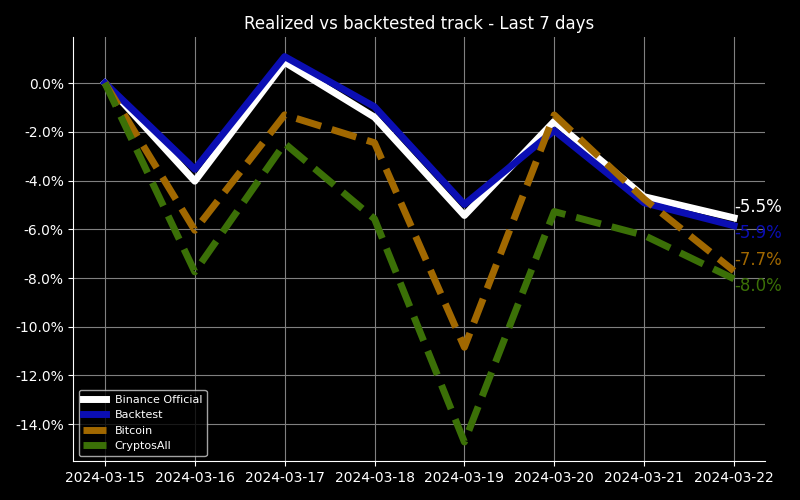 Realized vs backtested track - Last 7 days
0.0%
-2.0%
-4.0%
-6.0%
-8.0%
-10.0%
-12.0%
-14.0%
-5.5%
-5.9%
-7.7%
-8.0%
Binance Official
Backtest
Bitcoin
CryptosAll
2024-03-15 2024-03-16 2024-03-17 2024-03-18 2024-03-19 2024-03-20 2024-03-21 2024-03-22